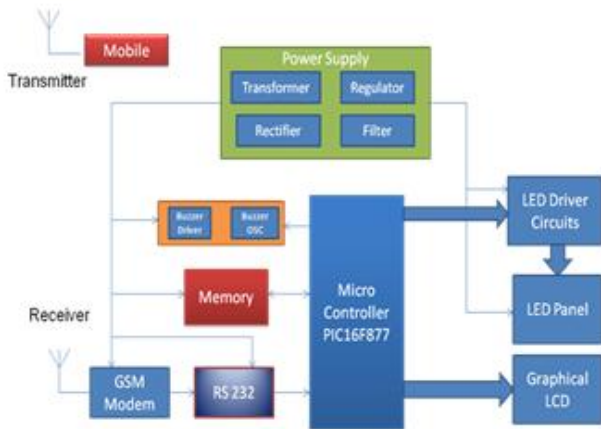 Mobile
Transmitter
Power Supply
Transformer
Regulator
Rectifier
Filter
Buzzer
Driver
Buzzer
OSC
LED Driver
Circuits
Memory
Micro
Controller
PIC16F877
LED Panel
Receiver
GSM
Modem
RS 232
Graphical
LCD